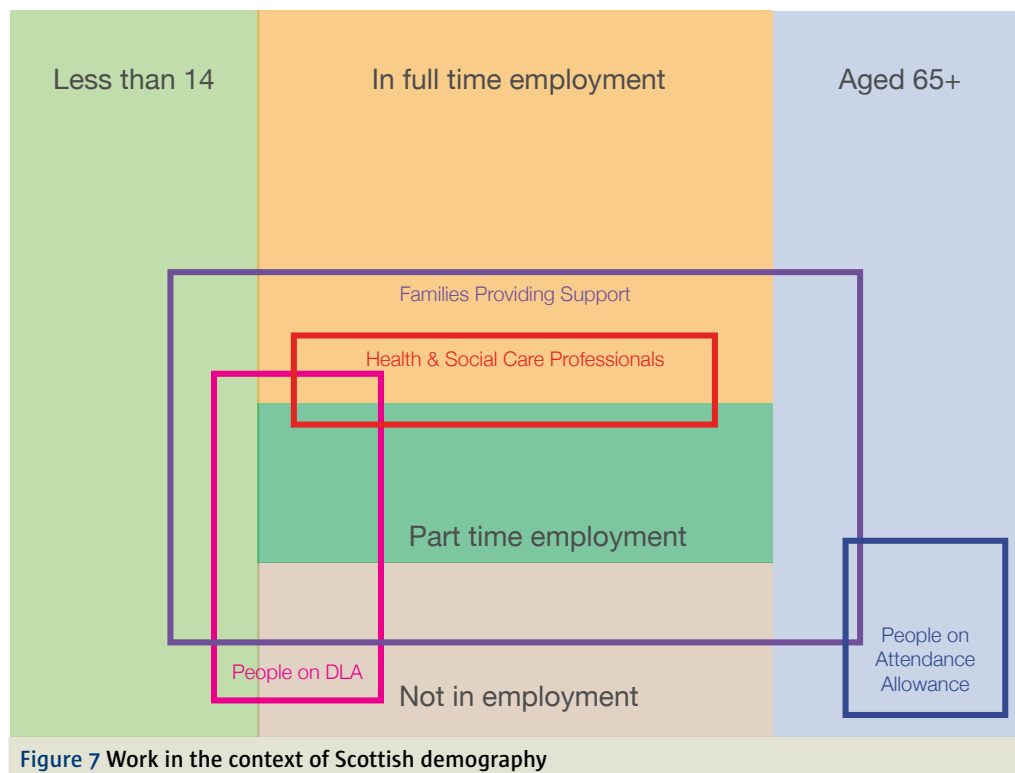 Less than 14
In full time employment
Aged 65+
Families Providing Support
Health & Social Care Professionals
Part time employment
People on DLA
Not in employment
People on
Attendance
Allowance
Figure 7 Work in the context of Scottish demography